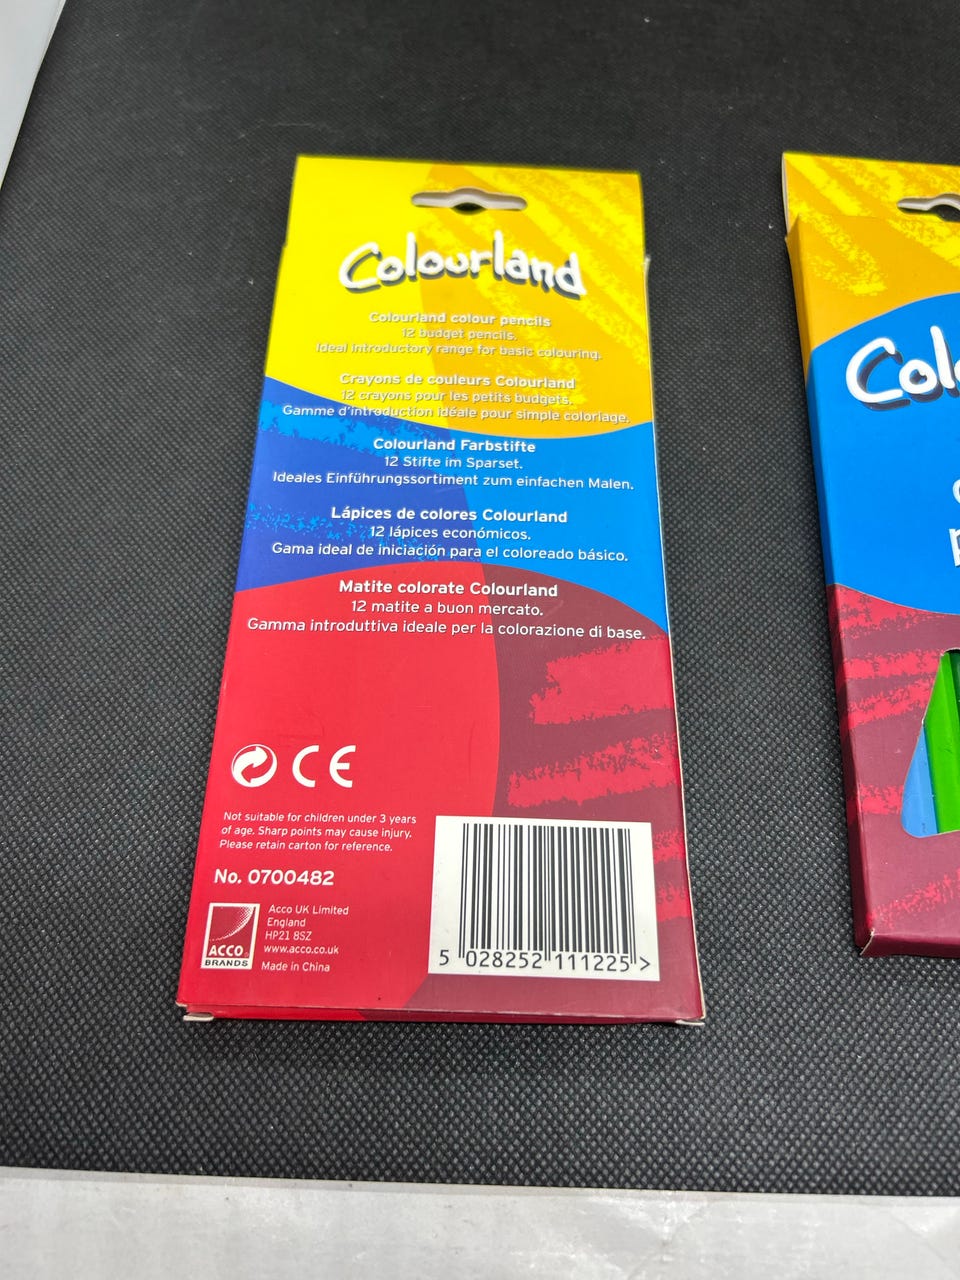 Colourland
Colourland colour pencils
12 budget pencils.
Ideal introductory range for basic colouring.
Crayons de couleurs Colourland
12 crayons pour les petits budgets.
Gamme d'introduction idéale pour simple coloriage.
Colourland Farbstifte
12 Stifte im Sparset.
Ideales Einführungssortiment zum einfachen Malen.
Lápices de colores Colourland
12 lápices económicos.
Gama ideal de iniciación para el coloreado básico.
Matite colorate Colourland
12 matite a buon mercato.
Gamma introduttiva ideale per la colorazione di base.
CE
Not suitable for children under 3 years
of age. Sharp points may cause injury.
Please retain carton for reference.
No. 0700482
ACCO
BRANDS
Acco UK Limited
England
HP21 8SZ
www.acco.co.uk
Made in China
5 028252 111225 >
Col